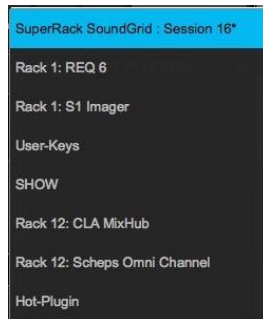 SuperRack SoundGrid : Session 16*
Rack 1: REQ 6
Rack 1: S1 Imager
User-Keys
SHOW
Rack 12: CLA MixHub
Rack 12: Scheps Omni Channel
Hot-Plugin